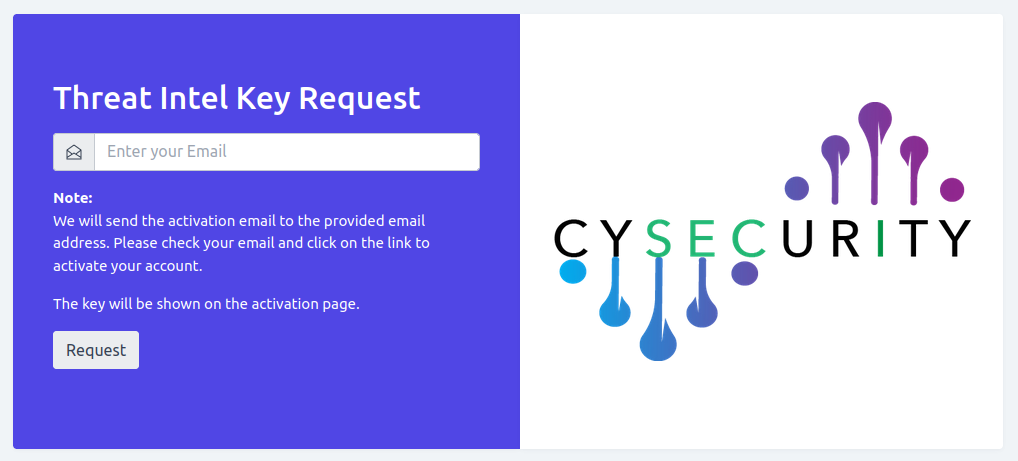 Threat Intel Key Request
Enter your Email
Note:
We will send the activation email to the provided email
address. Please check your email and click on the link to
activate your account.
The key will be shown on the activation page.
Request
CYSECURITY